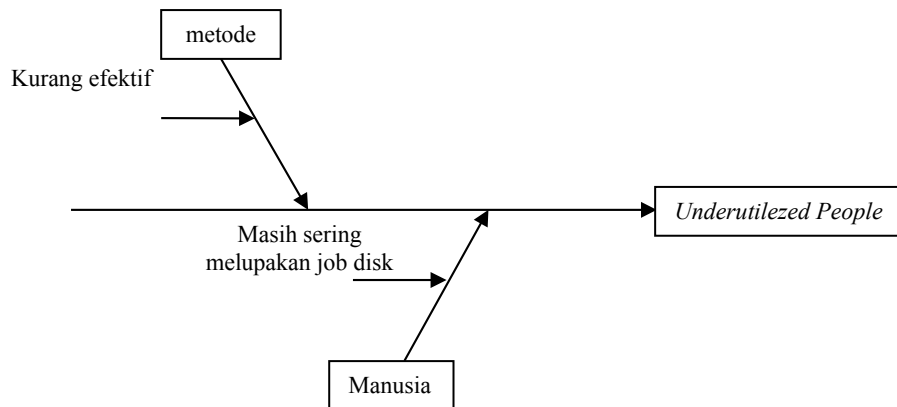 metode
Kurang efektif
Underutilezed People
Masih sering
melupakan job disk
Manusia